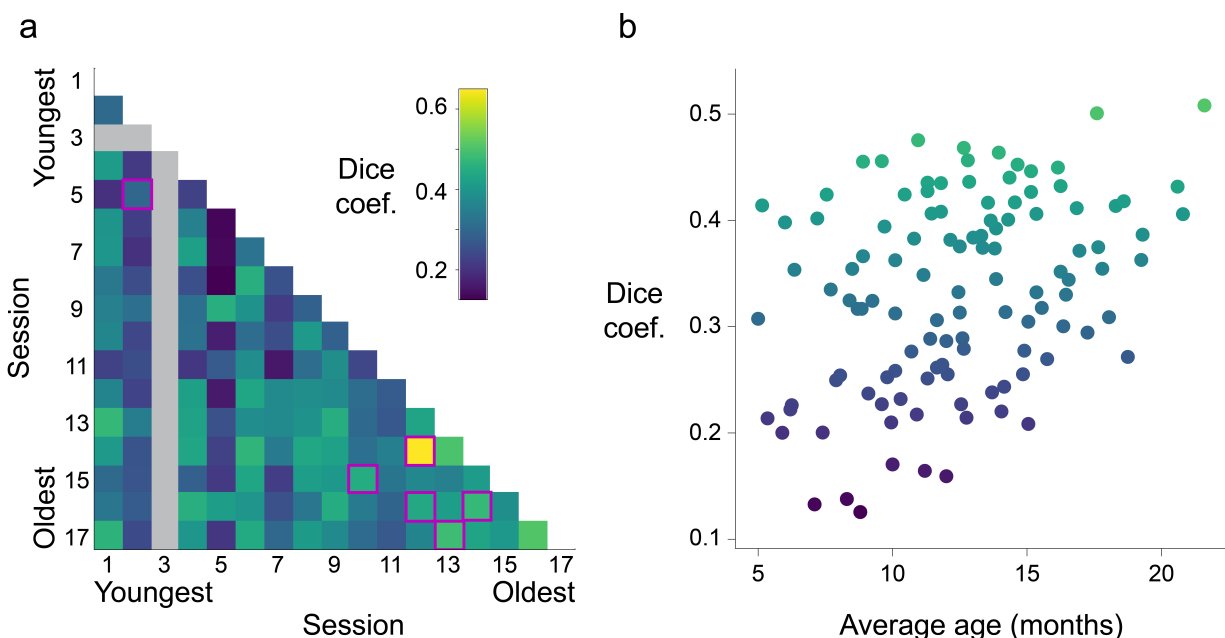 a
Youngest
Oldest
Session
1
3
5
7
9
11
13
15
17
1 3 5 7 9 11 13 15 17
Youngest Oldest
Session
Dice
coef.
0.6
0.4
0.2
b
Dice
coef.
0.5
0.4
0.3
0.2
0.1
5 10 15 20
Average age (months)